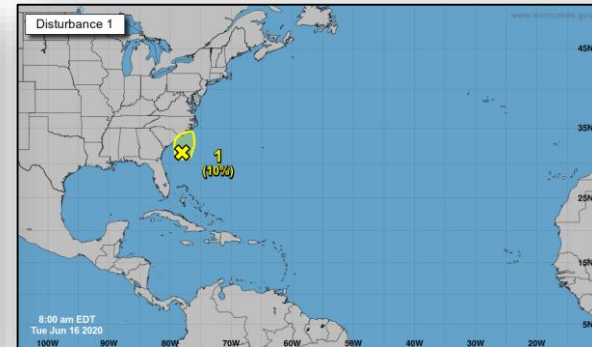 Disturbance 1
www.hurricanes.gov
45N
35N
1
(10%)
25N
15N
8:00 am EDT
Tue Jun 16 2020
5N
100W
90W
80W
70W
60W
50W
40W
30W
20W